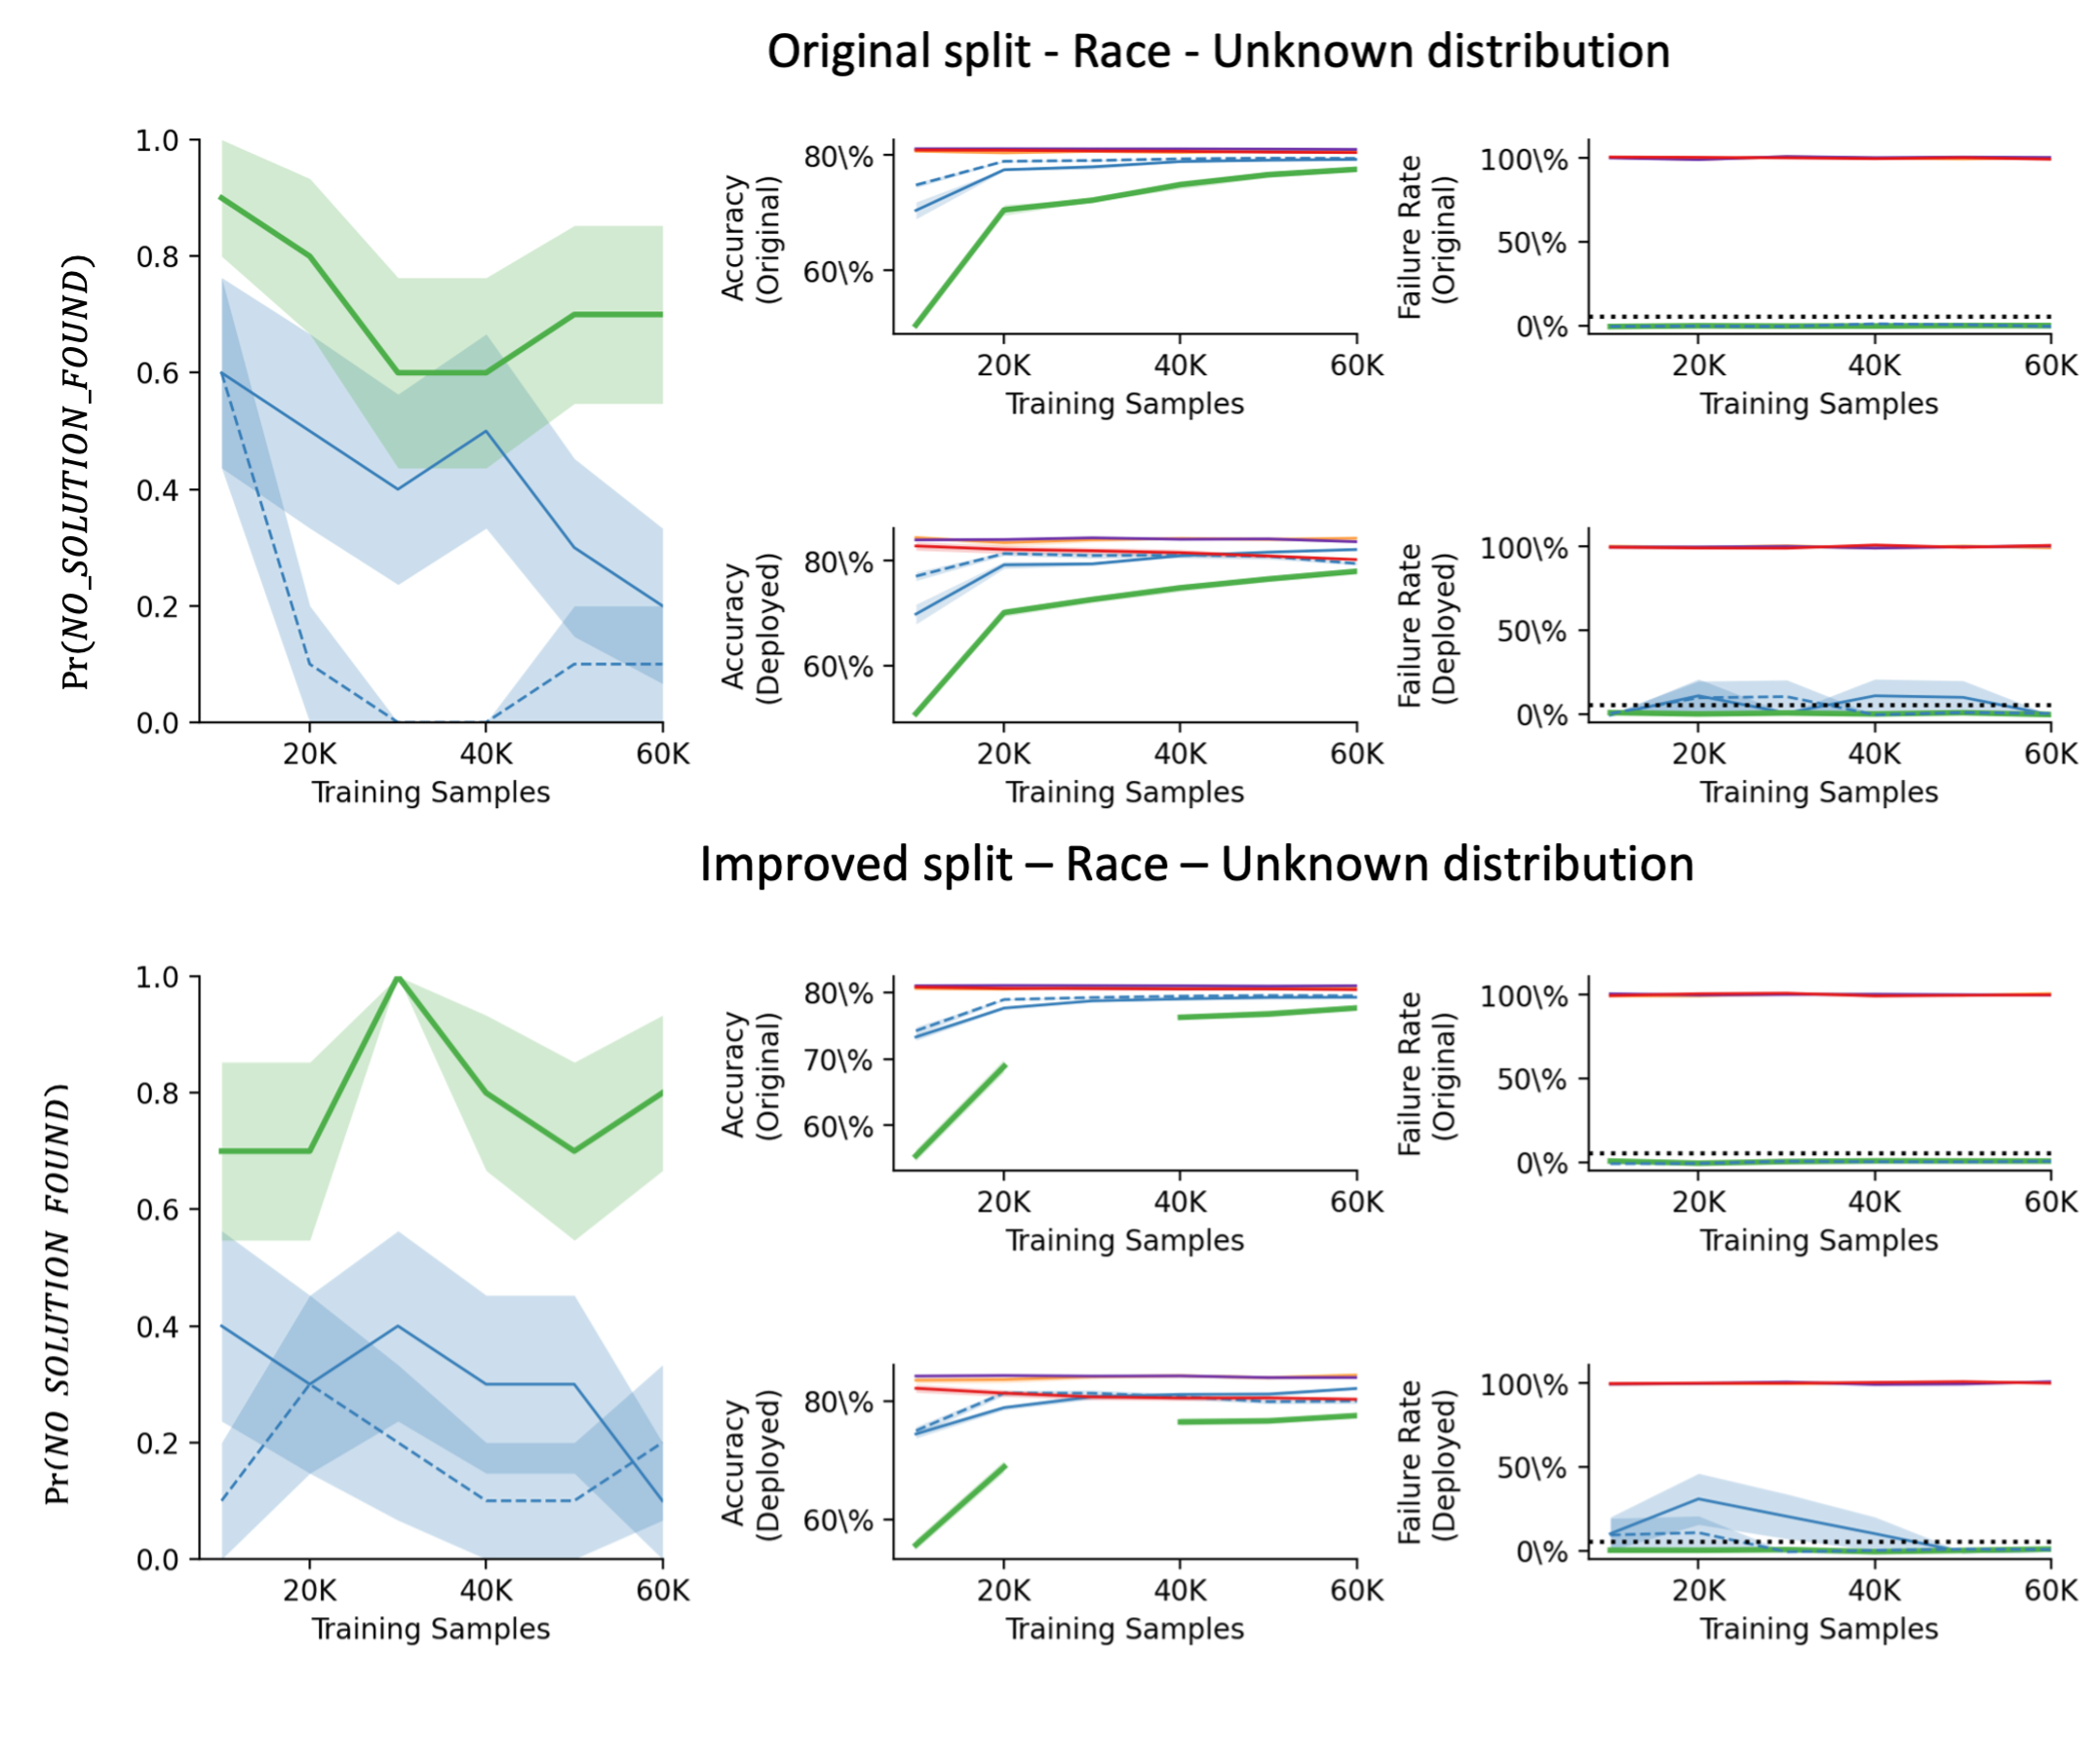 Original split - Race - Unknown distribution
Pr(NO_SOLUTION_FOUND)
1.0
0.8
0.6
0.4
0.2
0.0
20K 40K 60K
Training Samples
Accuracy
(Original)
80\%
60\%
20K 40K 60K
Training Samples
Failure Rate
(Original)
100\%
50\%
0\%
20K 40K 60K
Training Samples
Accuracy
(Deployed)
80\%
60\%
20K 40K 60K
Training Samples
Failure Rate
(Deployed)
100\%
50\%
0\%
20K 40K 60K
Training Samples
Improved split – Race – Unknown distribution
Pr(NO SOLUTION FOUND)
1.0
0.8
0.6
0.4
0.2
0.0
20K 40K 60K
Training Samples
Accuracy
(Original)
80\%
70\%
60\%
20K 40K 60K
Training Samples
Failure Rate
(Original)
100\%
50\%
0\%
20K 40K 60K
Training Samples
Accuracy
(Deployed)
80\%
60\%
20K 40K 60K
Training Samples
Failure Rate
(Deployed)
100\%
50\%
0\%
20K 40K 60K
Training Samples